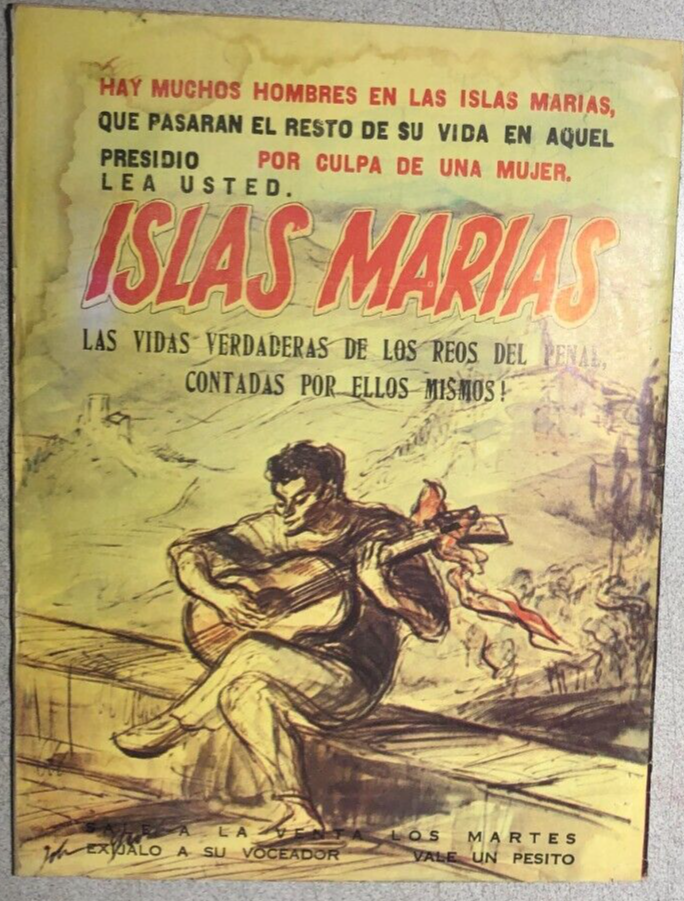 HAY MUCHOS HOMBRES EN LAS ISLAS MARIAS,
QUE PASARAN EL RESTO DE SU VIDA EN AQUEL
PRESIDIO POR CULPA DE UNA MUJER.
LEA USTED.
ISLAS MARIAS
LAS VIDAS VERDADERAS DE LOS REOS DEL PENAL,
CONTADAS POR ELLOS MISMOS!
SALE A LA VENTA LOS MARTES
EXIJALO A SU VOCEADOR VALE UN PESITO